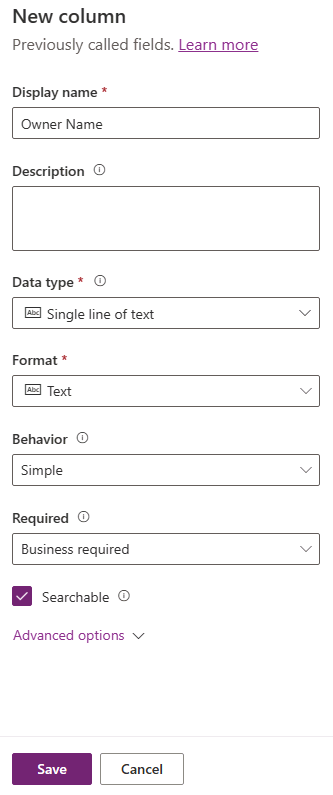 New column
Previously called fields. Learn more
Display name *
Owner Name
Description
Data type *
Abc Single line of text
Format *
Abc Text
Behavior
Simple
Required
Business required
Searchable
Advanced options
Save Cancel